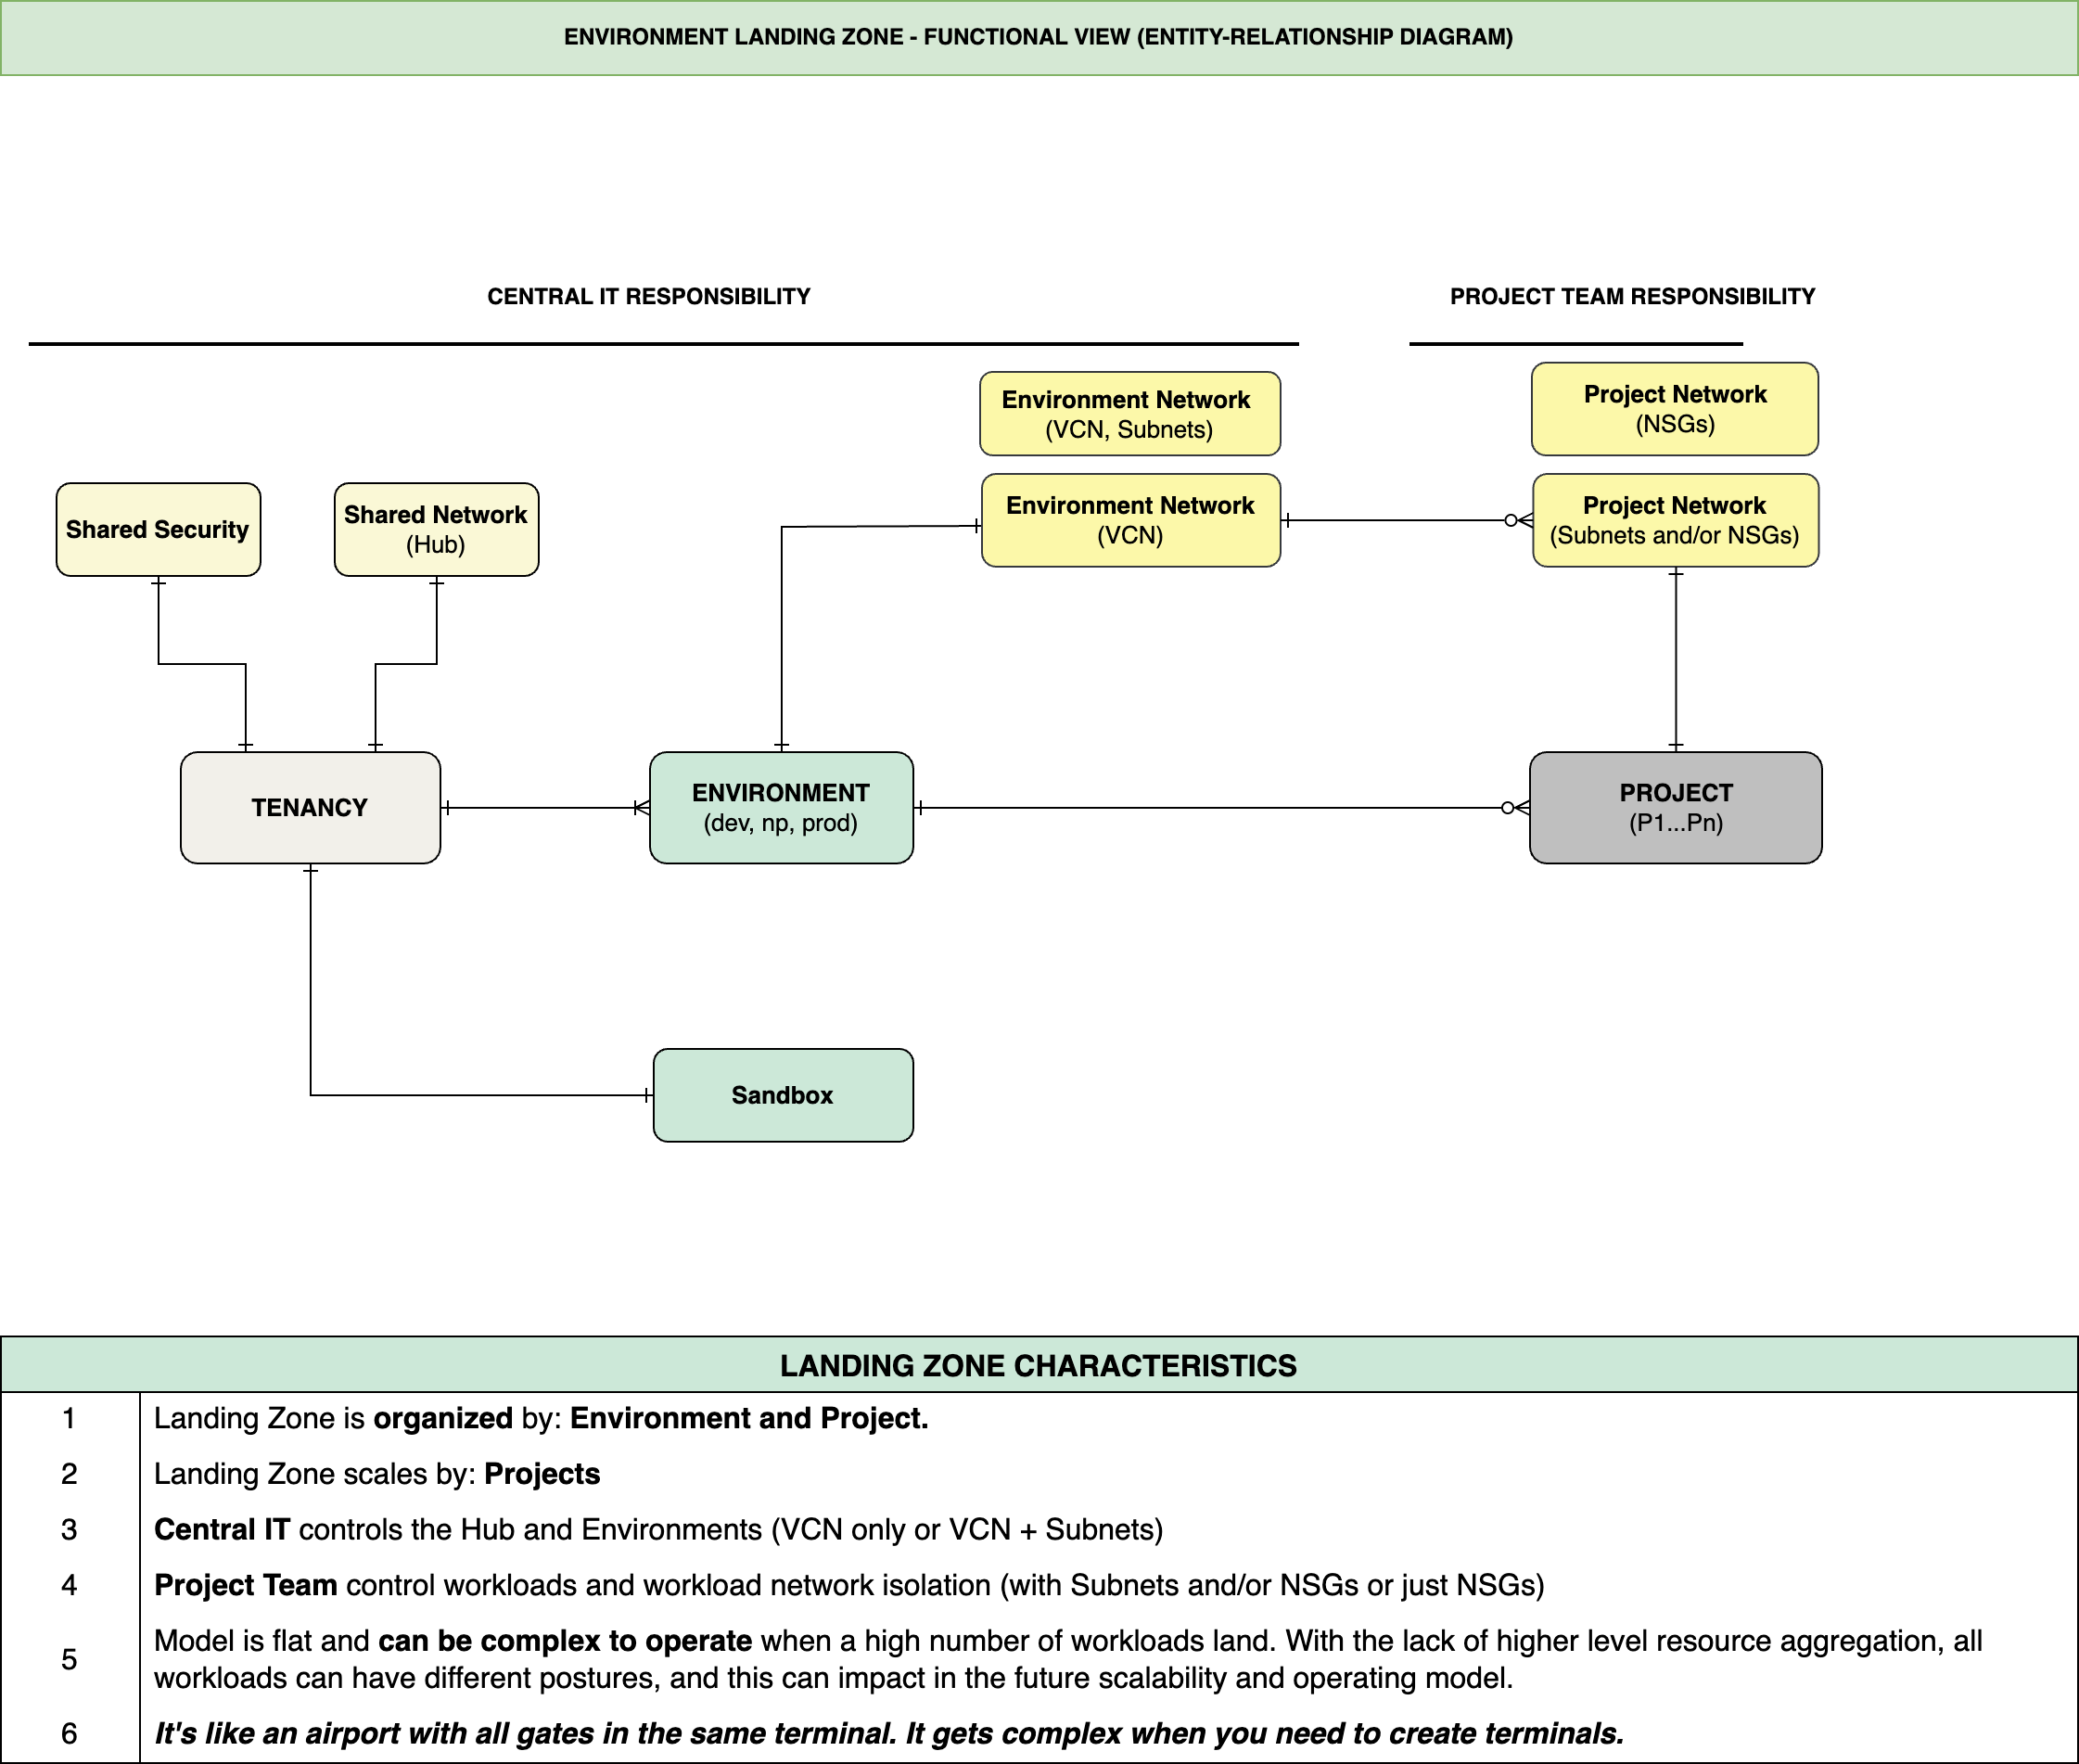 ENVIRONMENT LANDING ZONE - FUNCTIONAL VIEW (ENTITY-RELATIONSHIP DIAGRAM)
CENTRAL IT RESPONSIBILITY
PROJECT TEAM RESPONSIBILITY
Environment Network
(VCN, Subnets)
Project Network
(NSGs)
Shared Security
Shared Network
(Hub)
Environment Network
(VCN)
Project Network
(Subnets and/or NSGs)
TENANCY
ENVIRONMENT
(dev, np, prod)
PROJECT
(P1...Pn)
Sandbox
LANDING ZONE CHARACTERISTICS
1 Landing Zone is organized by: Environment and Project.
2 Landing Zone scales by: Projects
3 Central IT controls the Hub and Environments (VCN only or VCN + Subnets)
4 Project Team control workloads and workload network isolation (with Subnets and/or NSGs or just NSGs)
5 Model is flat and can be complex to operate when a high number of workloads land. With the lack of higher level resource aggregation, all
workloads can have different postures, and this can impact in the future scalability and operating model.
6 It's like an airport with all gates in the same terminal. It gets complex when you need to create terminals.